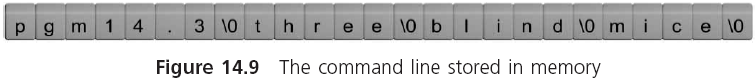 p g m 1 4 . 3 \0 t h r e e \0 b l i n d \0 m i c e \0
Figure 14.9 The command line stored in memory